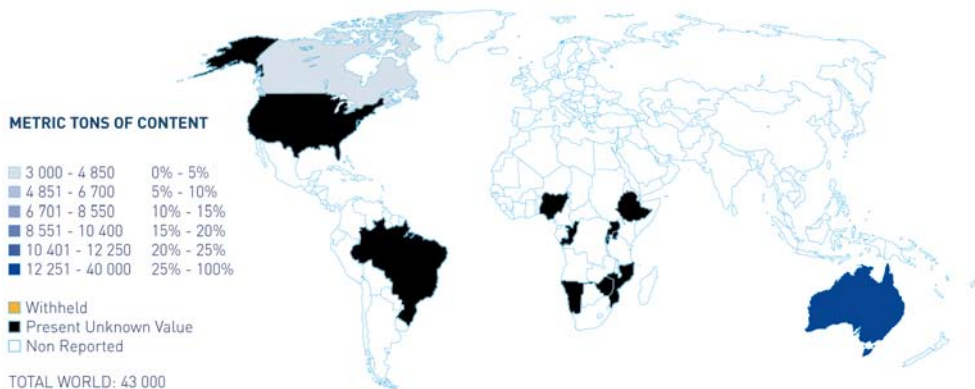 METRIC TONS OF CONTENT
3 000 - 4 850 0% - 5%
4 851 - 6 700 5% - 10%
6 701 - 8 550 10% - 15%
8 551 - 10 400 15% - 20%
10 401 - 12 250 20% - 25%
12 251 - 40 000 25% - 100%
Withheld
Present Unknown Value
Non Reported
TOTAL WORLD: 43 000